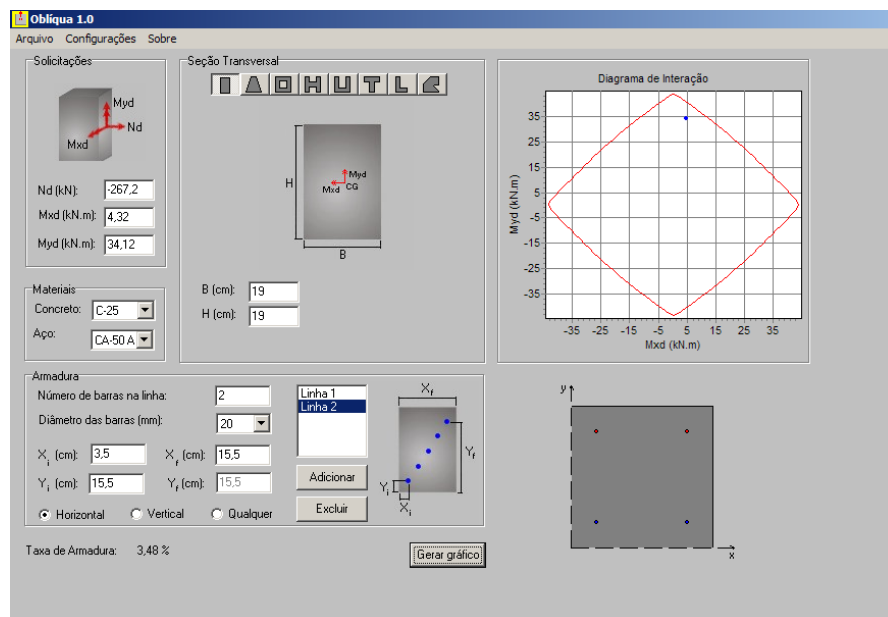 Oblíqua 1.0
Arquivo Configurações Sobre
Solicitações
Myd
Nd
Mxd
Nd (kN): -267,2
Mxd (kN.m): 4,32
Myd (kN.m): 34,12
Materiais
Concreto: C-25
Aço: CA-50 A
Seção Transversal
H
Myd
Mxd CG
B
B (cm): 19
H (cm): 19
Diagrama de Interação
Myd (kN.m)
35
25
15
5
-5
-15
-25
-35
-35 -25 -15 -5 5 15 25 35
Mxd (kN.m)
Armadura
Número de barras na linha: 2
Diâmetro das barras (mm): 20
Xi (cm): 3,5 Xf (cm): 15,5
Yi (cm): 15,5 Yf (cm): 15,5
Horizontal Vertical Qualquer
Linha 1
Linha 2
Adicionar
Excluir
Xf
Yf
Yi
Xi
Taxa de Armadura: 3,48 %
Gerar gráfico
y
x